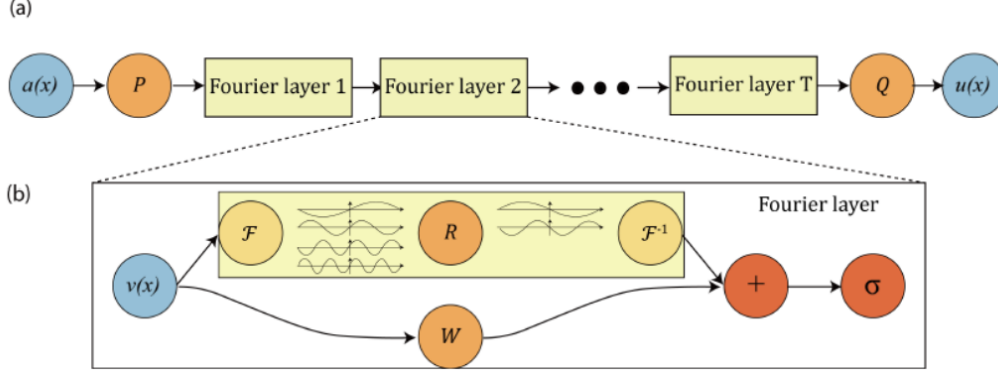 (a)
a(x) P Fourier layer 1 Fourier layer 2 ●●● Fourier layer T Q u(x)
(b)
Fourier layer
ℱ R ℱ⁻¹
v(x) + σ
W